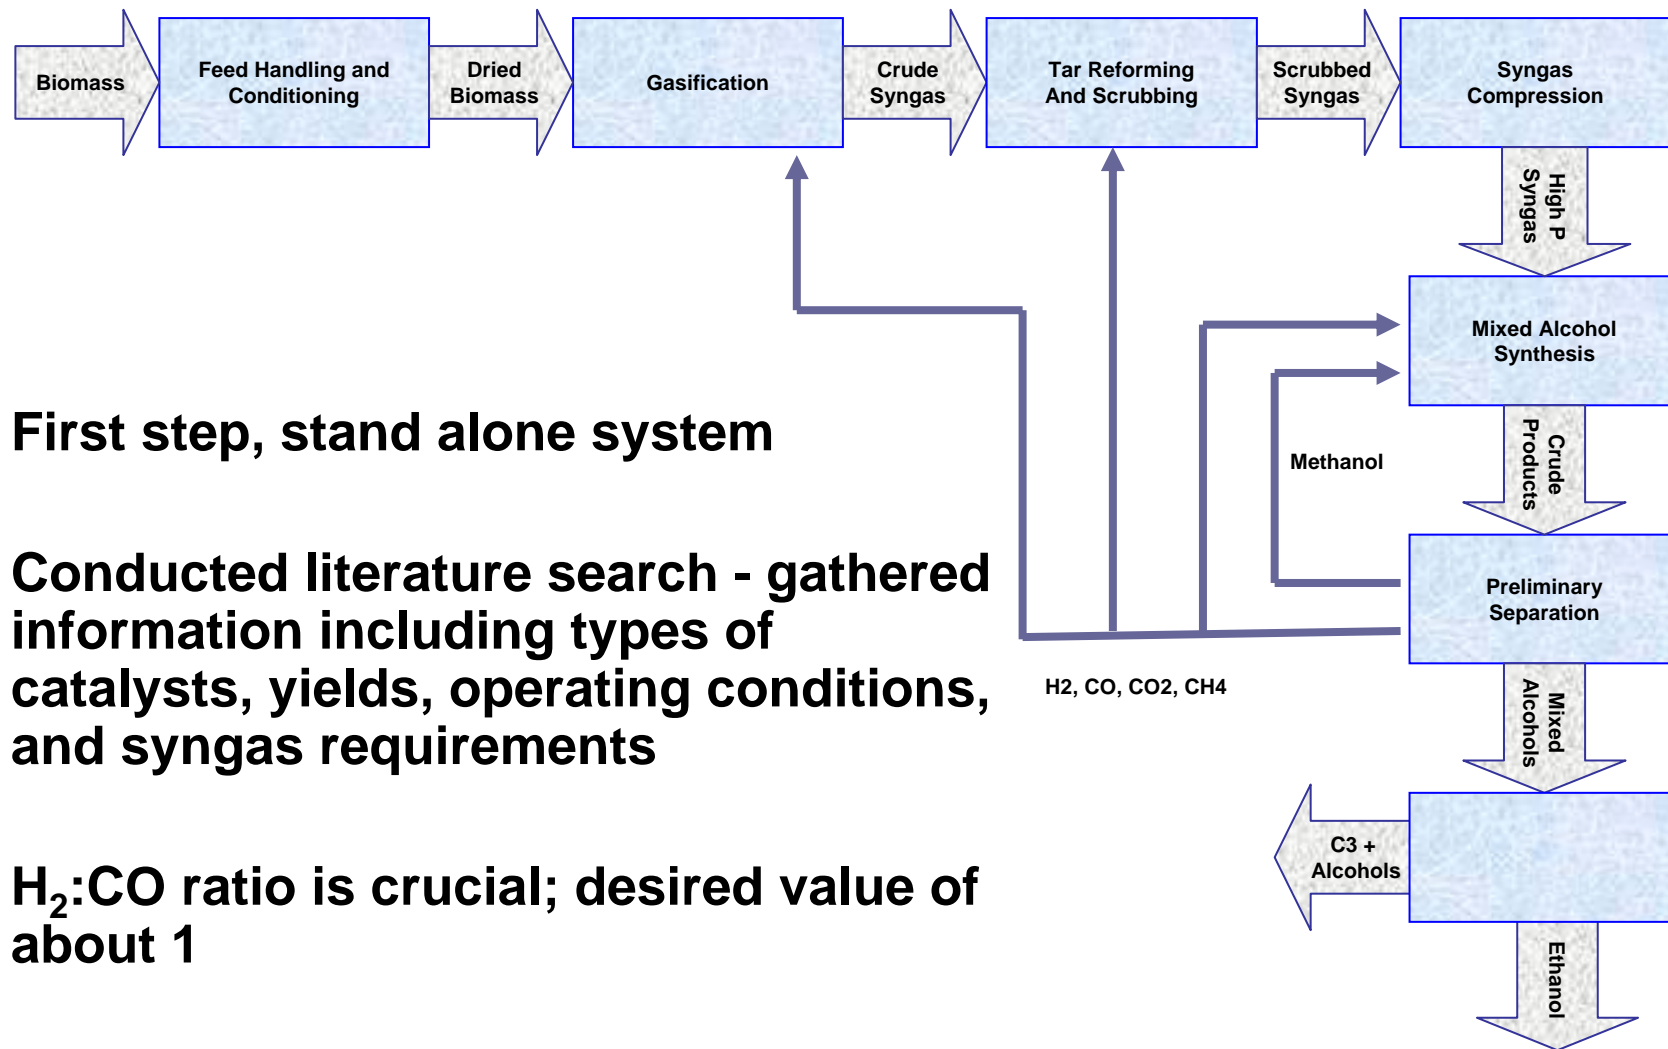 Biomass
Feed Handling and
Conditioning
Dried
Biomass
Gasification
Crude
Syngas
Tar Reforming
And Scrubbing
Scrubbed
Syngas
Syngas
Compression
High P
Syngas
Mixed Alcohol
Synthesis
Crude
Products
Methanol
Preliminary
Separation
H2, CO, CO2, CH4
Mixed
Alcohols
C3 +
Alcohols
Ethanol
First step, stand alone system
Conducted literature search - gathered
information including types of
catalysts, yields, operating conditions,
and syngas requirements
H₂:CO ratio is crucial; desired value of
about 1